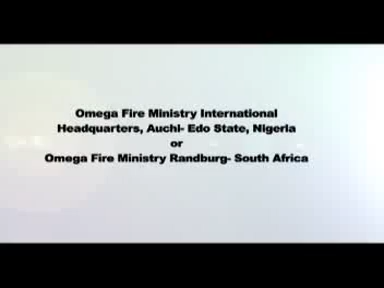 Omega Fire Ministry International
Headquarters, Auchi- Edo State, Nigeria
or
Omega Fire Ministry Randburg- South Africa